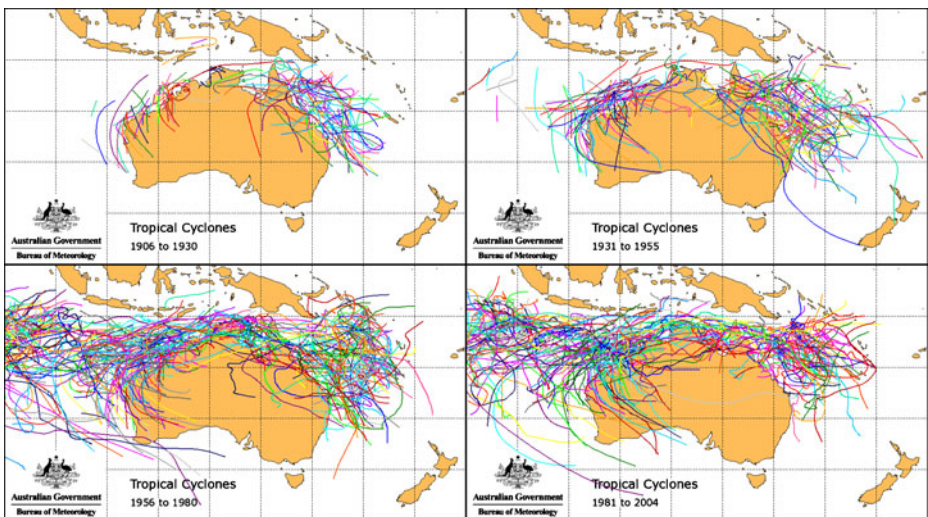 Australian Government
Bureau of Meteorology
Tropical Cyclones
1906 to 1930
Australian Government
Bureau of Meteorology
Tropical Cyclones
1931 to 1955
Australian Government
Bureau of Meteorology
Tropical Cyclones
1956 to 1980
Australian Government
Bureau of Meteorology
Tropical Cyclones
1981 to 2004